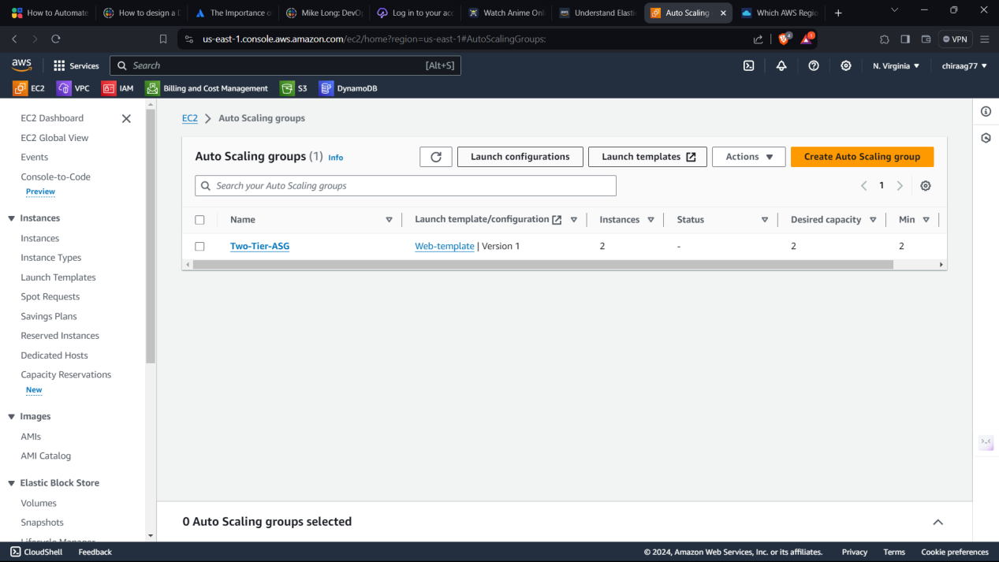 How to Automate
How to design a D
The Importance o
Mike Long: DevO
Log in to your acc
Watch Anime Onl
Understand Elasti
Auto Scaling
Which AWS Regio
us-east-1.console.aws.amazon.com/ec2/home?region=us-east-1#AutoScalingGroups:
4
1
VPN
aws
Services
Search
[Alt+S]
N. Virginia
chiraag77
EC2
VPC
IAM
Billing and Cost Management
S3
DynamoDB
EC2 Dashboard
EC2 Global View
Events
Console-to-Code
Preview
Instances
Instances
Instance Types
Launch Templates
Spot Requests
Savings Plans
Reserved Instances
Dedicated Hosts
Capacity Reservations
New
Images
AMIs
AMI Catalog
Elastic Block Store
Volumes
Snapshots
Lifecycle Manager
EC2 > Auto Scaling groups
Auto Scaling groups (1) Info
Launch configurations
Launch templates
Actions
Create Auto Scaling group
Search your Auto Scaling groups
1
Name
Launch template/configuration
Instances
Status
Desired capacity
Min
Two-Tier-ASG
Web-template | Version 1
2
-
2
2
0 Auto Scaling groups selected
CloudShell
Feedback
© 2024, Amazon Web Services, Inc. or its affiliates.
Privacy
Terms
Cookie preferences